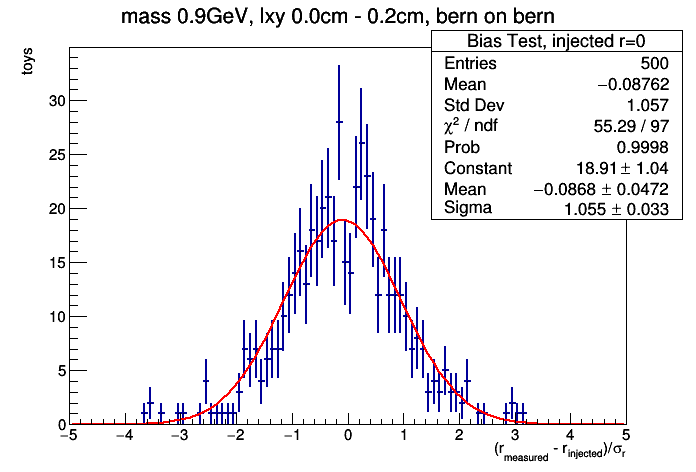 mass 0.9GeV, lxy 0.0cm - 0.2cm, bern on bern
Bias Test, injected r=0
Entries 500
Mean −0.08762
Std Dev 1.057
χ² / ndf 55.29 / 97
Prob 0.9998
Constant 18.91 ± 1.04
Mean −0.0868 ± 0.0472
Sigma 1.055 ± 0.033
toys
30
25
20
15
10
5
0
−5 −4 −3 −2 −1 0 1 2 3 4 5
(r_measured - r_injected)/σ_r